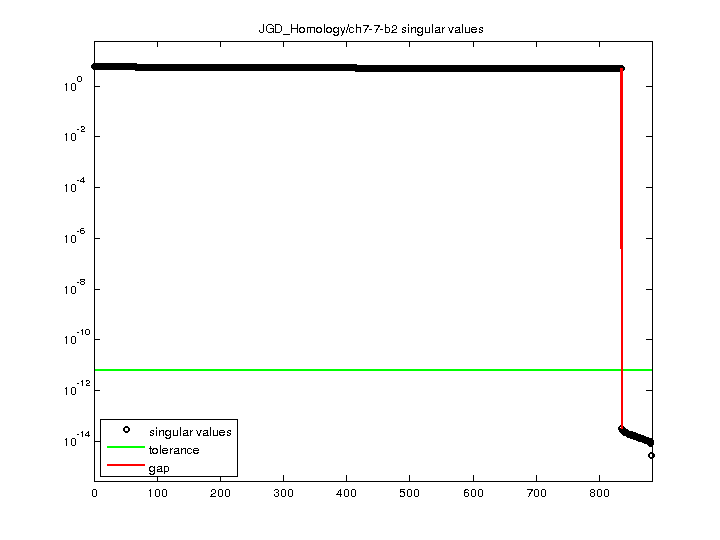 JGD_Homology/ch7-7-b2 singular values
10^0
10^-2
10^-4
10^-6
10^-8
10^-10
10^-12
10^-14
singular values
tolerance
gap
0 100 200 300 400 500 600 700 800